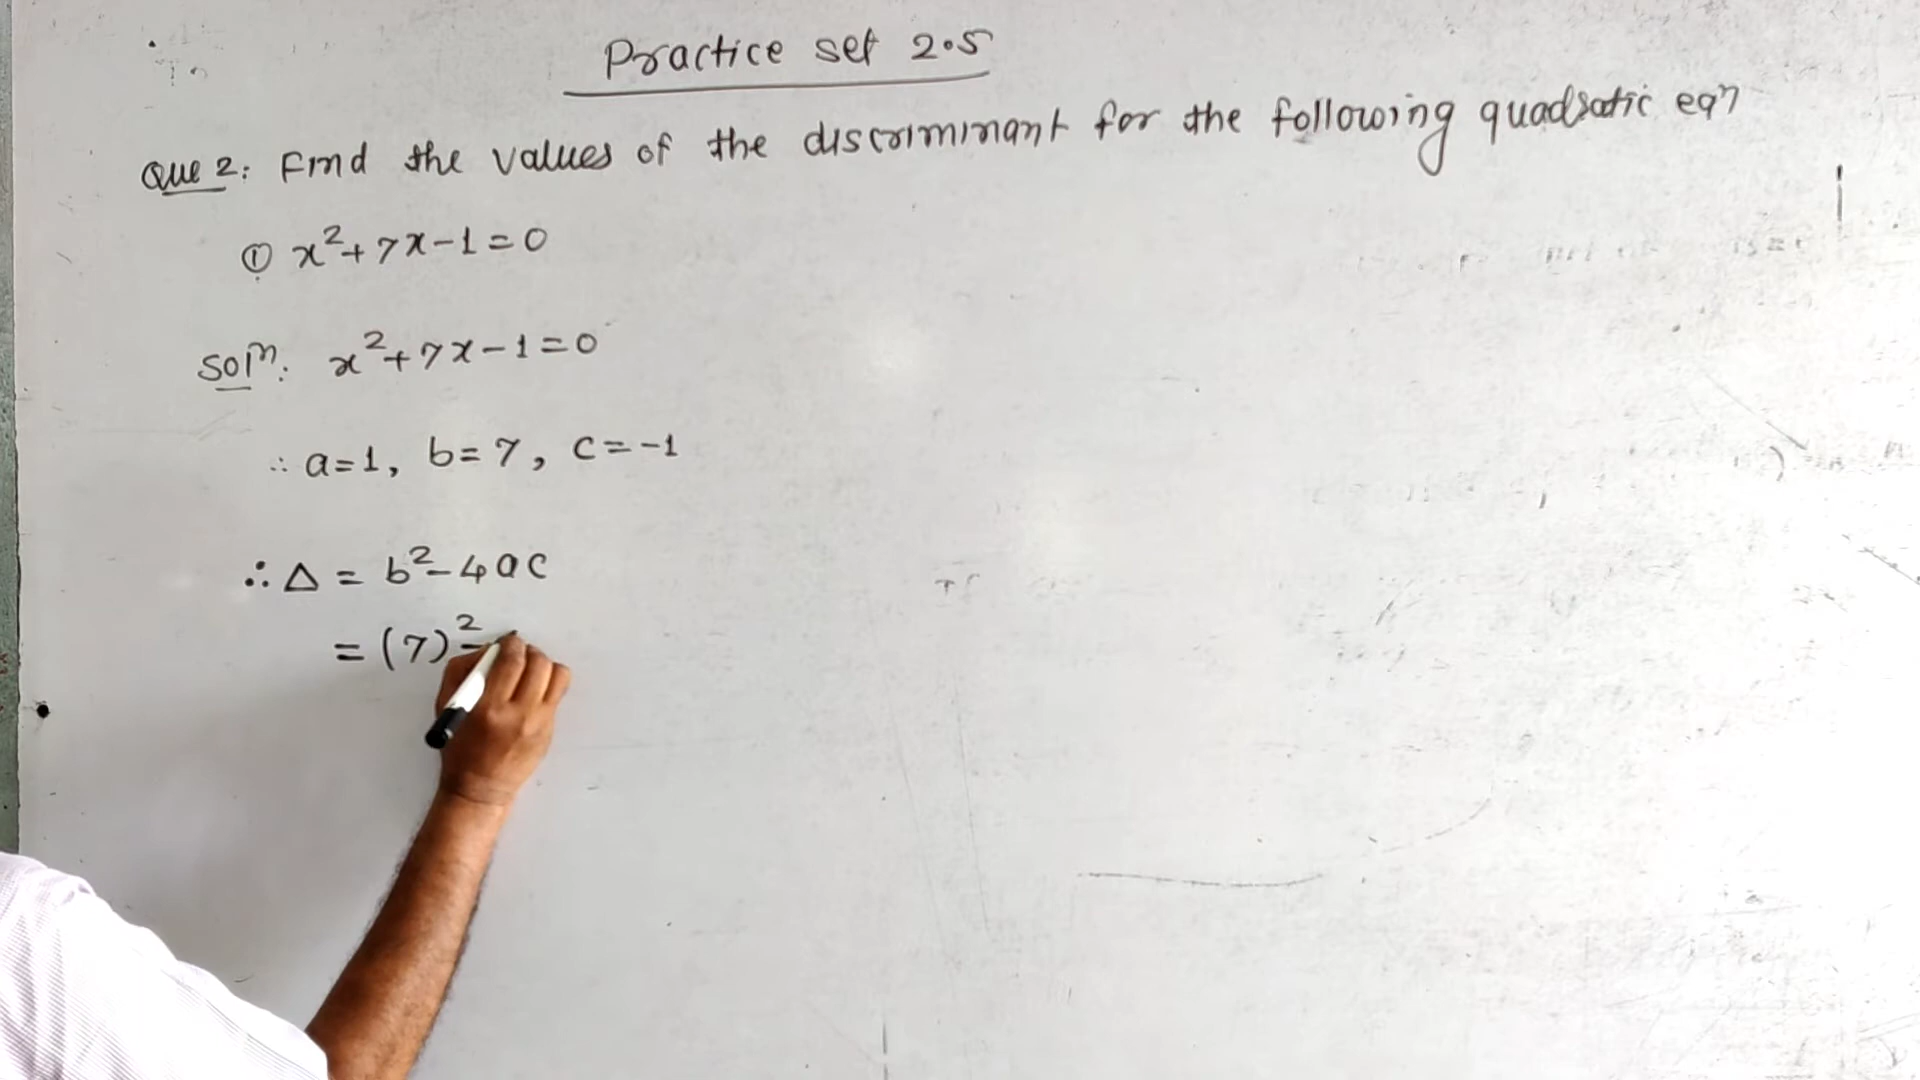 Practice set 2.5
Que 2: Find the values of the discriminant for the following quadratic eqn
① x²+7x-1=0
Soln: x²+7x-1=0
∴ a=1, b=7, c=-1
∴ △ = b²-4ac
= (7)²-